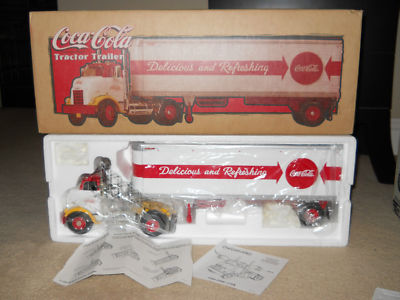 Coca-Cola
Tractor Trailer
Delicious and Refreshing
Coca-Cola
Delicious and Refreshing
Coca-Cola